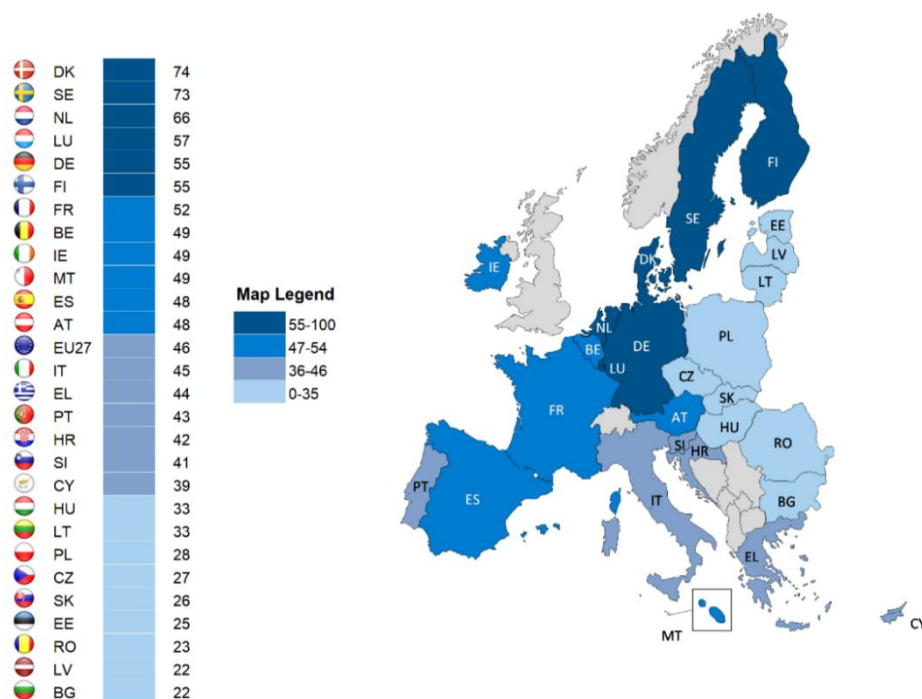 DK 74
SE 73
NL 66
LU 57
DE 55
FI 55
FR 52
BE 49
IE 49
MT 49
ES 48
AT 48
EU27 46
IT 45
EL 44
PT 43
HR 42
SI 41
CY 39
HU 33
LT 33
PL 28
CZ 27
SK 26
EE 25
RO 23
LV 22
BG 22
Map Legend
55-100
47-54
36-46
0-35
FI
SE
EE
LV
DK
LT
IE
NL
PL
BE
DE
LU
CZ
SK
FR
AT
HU
RO
SI
HR
PT
ES
IT
BG
EL
MT
CY